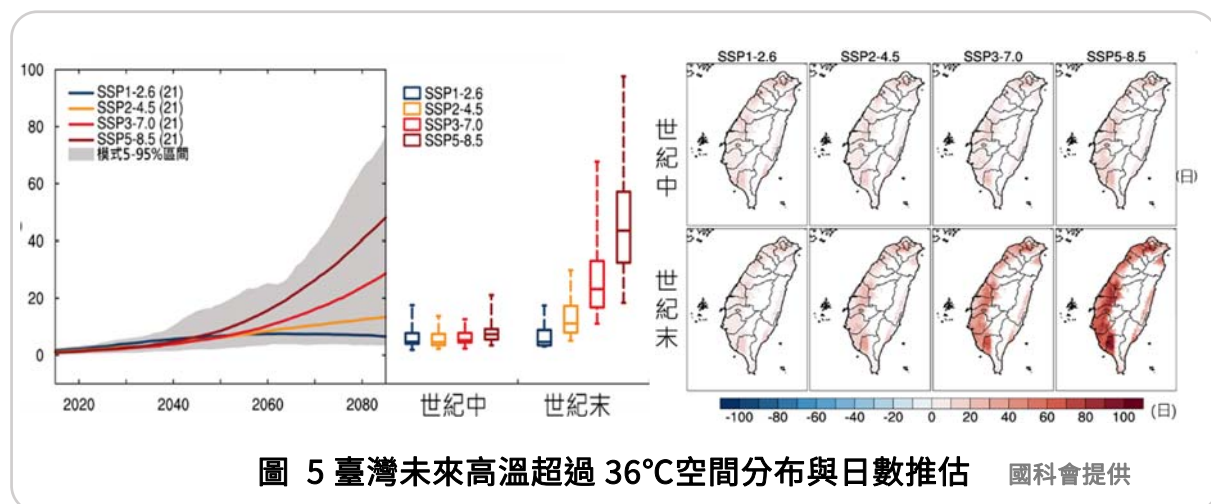 100
80
60
40
20
0
2020 2040 2060 2080
SSP1-2.6 (21)
SSP2-4.5 (21)
SSP3-7.0 (21)
SSP5-8.5 (21)
模式5-95%區間
SSP1-2.6
SSP2-4.5
SSP3-7.0
SSP5-8.5
世紀中 世紀末
SSP1-2.6 SSP2-4.5 SSP3-7.0 SSP5-8.5
世紀中
(日)
世紀末
-100 -80 -60 -40 -20 0 20 40 60 80 100 (日)
圖 5 臺灣未來高溫超過 36℃空間分布與日數推估 國科會提供